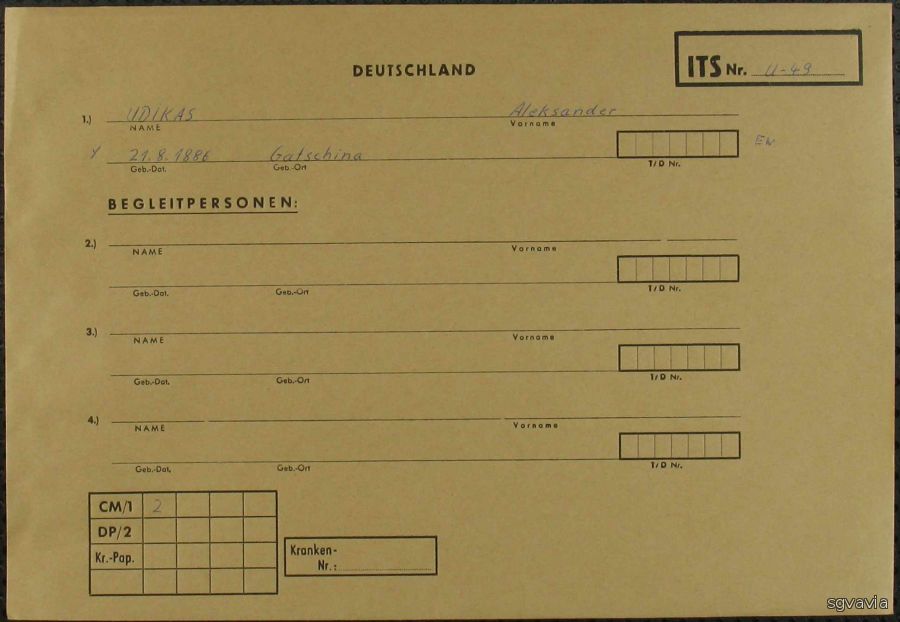 DEUTSCHLAND
ITS Nr. U-49
1.) UDIKAS Aleksander
NAME Vorname
Y 21.8.1886 Gatschina
Geb.-Dat. Geb.-Ort T/D Nr.
BEGLEITPERSONEN:
2.)
NAME Vorname
Geb.-Dat. Geb.-Ort T/D Nr.
3.)
NAME Vorname
Geb.-Dat. Geb.-Ort T/D Nr.
4.)
NAME Vorname
Geb.-Dat. Geb.-Ort T/D Nr.
CM/1 2
DP/2
Kr.-Pap.
Kranken-
Nr.:
sgvavia